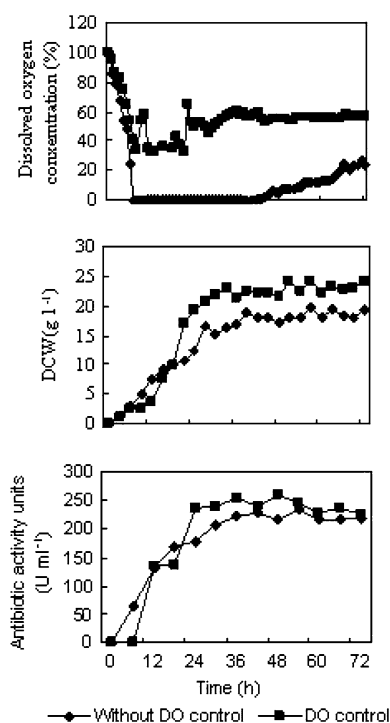 Dissolved oxygen
conxemtration (%)
120
100
80
60
40
20
0
DCW(g l⁻¹)
30
25
20
15
10
5
0
Antibiotic activity units
(U ml⁻¹)
300
250
200
150
100
50
0
0 12 24 36 48 60 72
Time (h)
Without DO control DO control